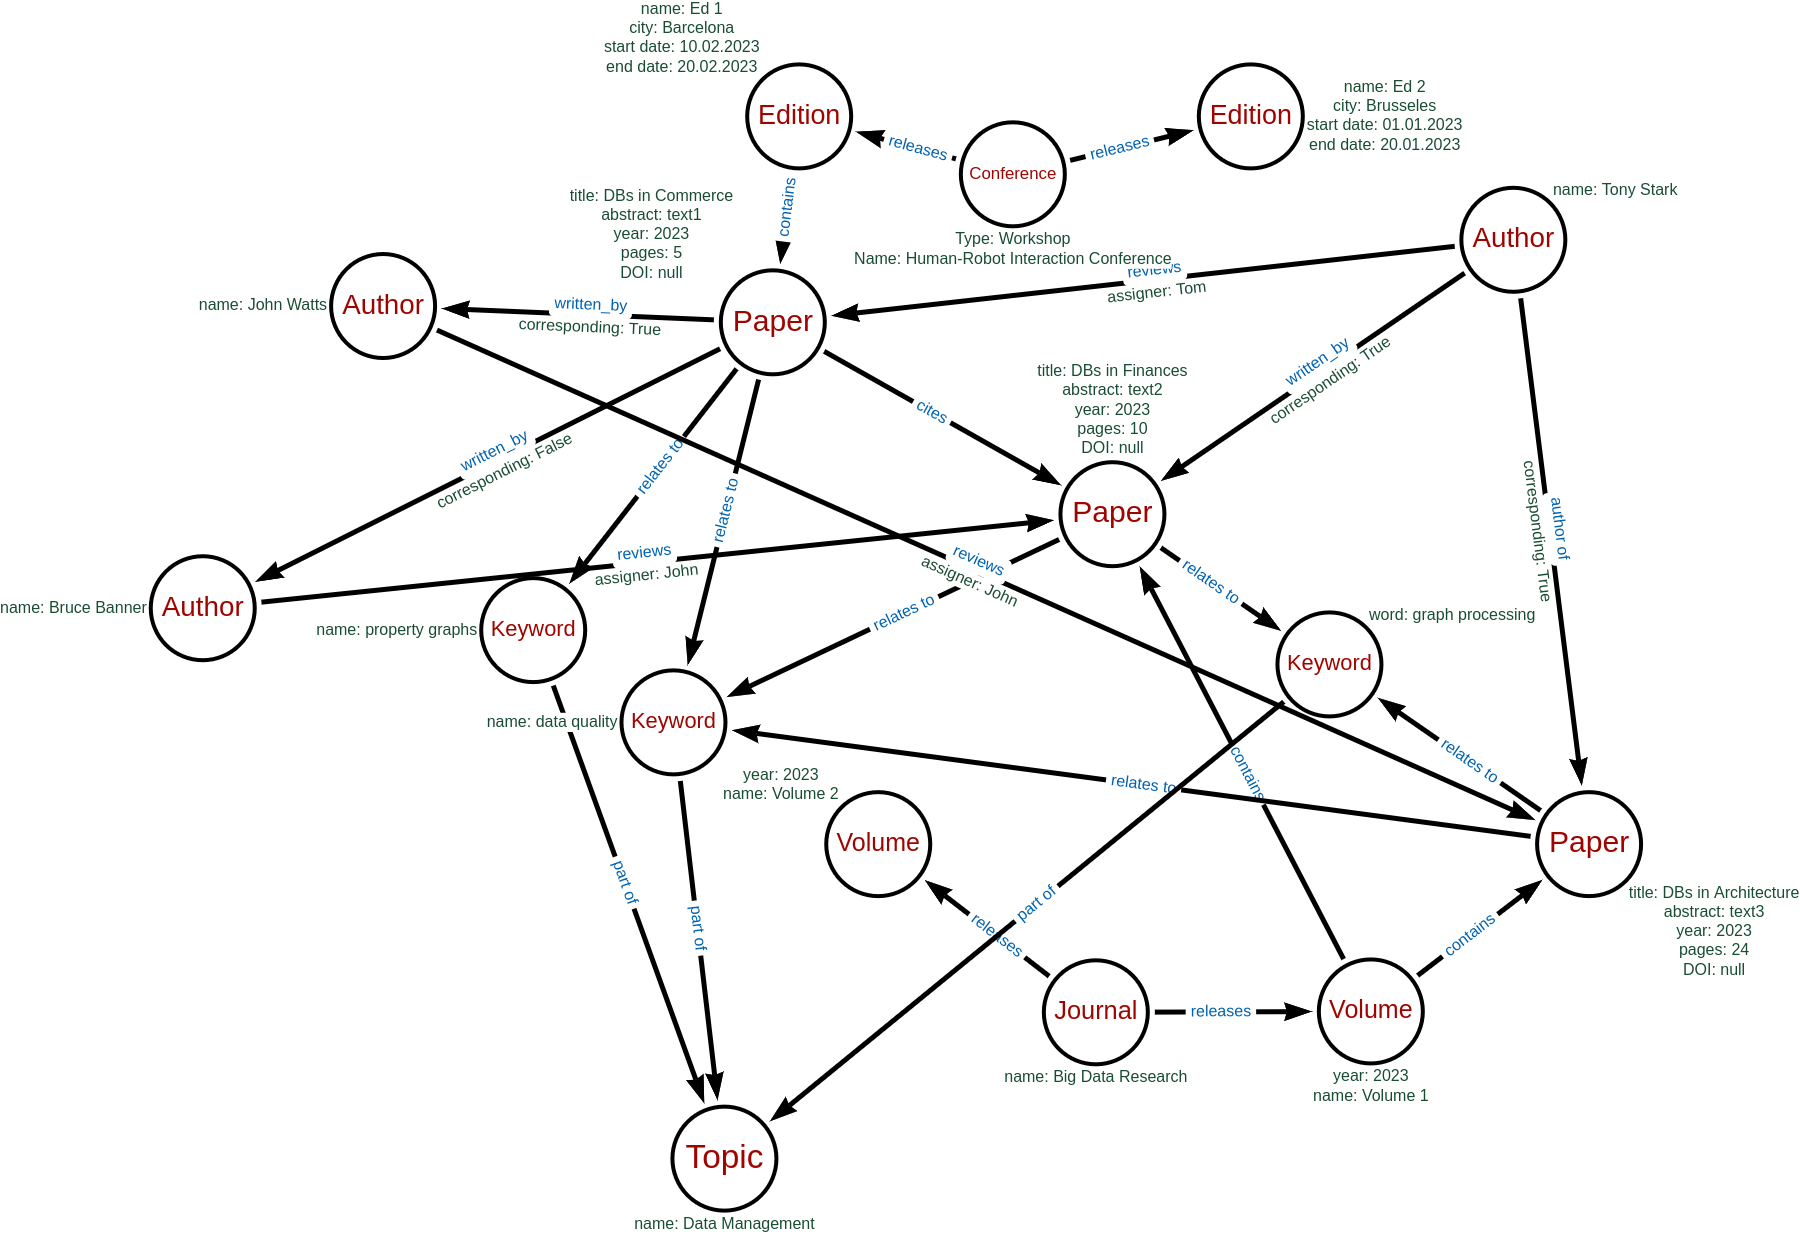 name: Ed 1
city: Barcelona
start date: 10.02.2023
end date: 20.02.2023
Edition
releases
Conference
releases
Edition
name: Ed 2
city: Brusseles
start date: 01.01.2023
end date: 20.01.2023
contains
Type: Workshop
Name: Human-Robot Interaction Conference
name: Tony Stark
Author
title: DBs in Commerce
abstract: text1
year: 2023
pages: 5
DOI: null
reviews
assigner: Tom
name: John Watts
Author
written_by
corresponding: True
Paper
written_by
corresponding: True
cites
title: DBs in Finances
abstract: text2
year: 2023
pages: 10
DOI: null
Paper
written_by
corresponding: False
relates to
relates to
author of
corresponding: True
reviews
assigner: John
reviews
assigner: John
relates to
relates to
name: Bruce Banner
Author
name: property graphs
Keyword
word: graph processing
Keyword
name: data quality
Keyword
relates to
contains
relates to
year: 2023
name: Volume 2
Volume
Paper
title: DBs in Architecture
abstract: text3
year: 2023
pages: 24
DOI: null
part of
part of
part of
releases
contains
Journal
name: Big Data Research
releases
Volume
year: 2023
name: Volume 1
Topic
name: Data Management